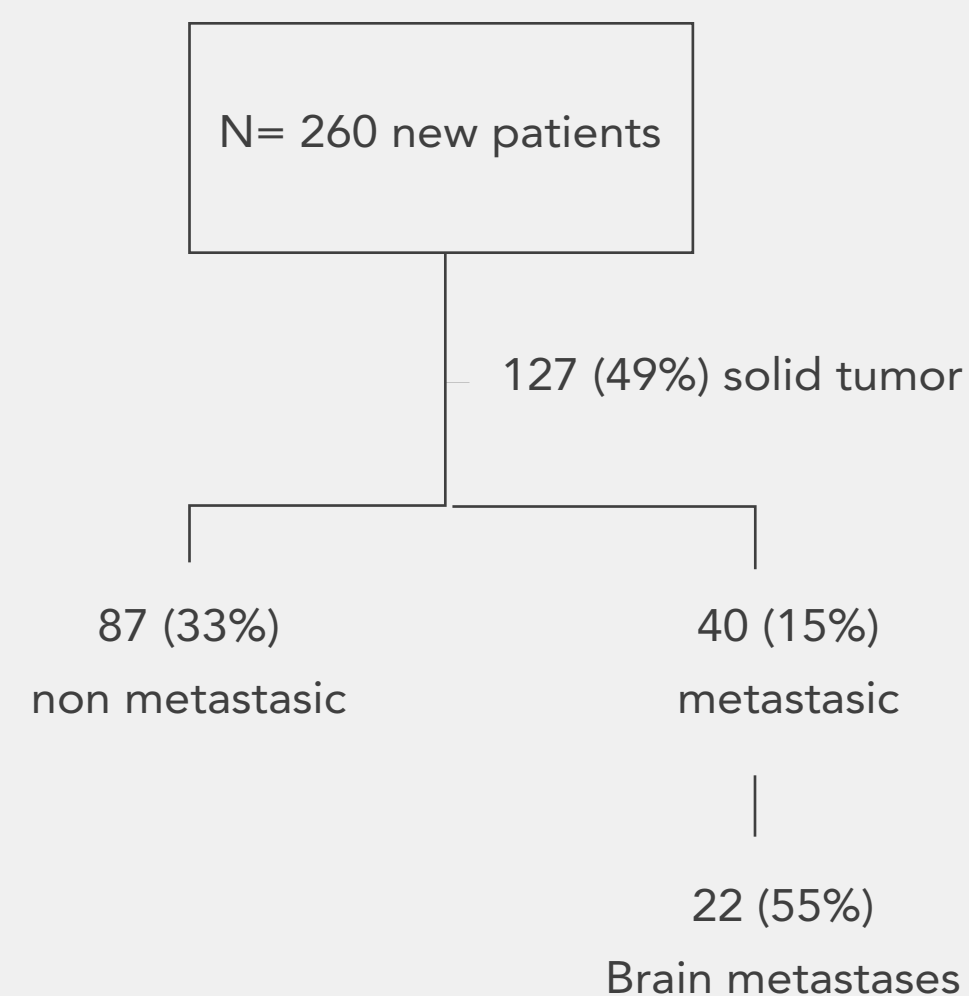 N= 260 new patients
127 (49%) solid tumor
87 (33%)
non metastasic
40 (15%)
metastasic
22 (55%)
Brain metastases